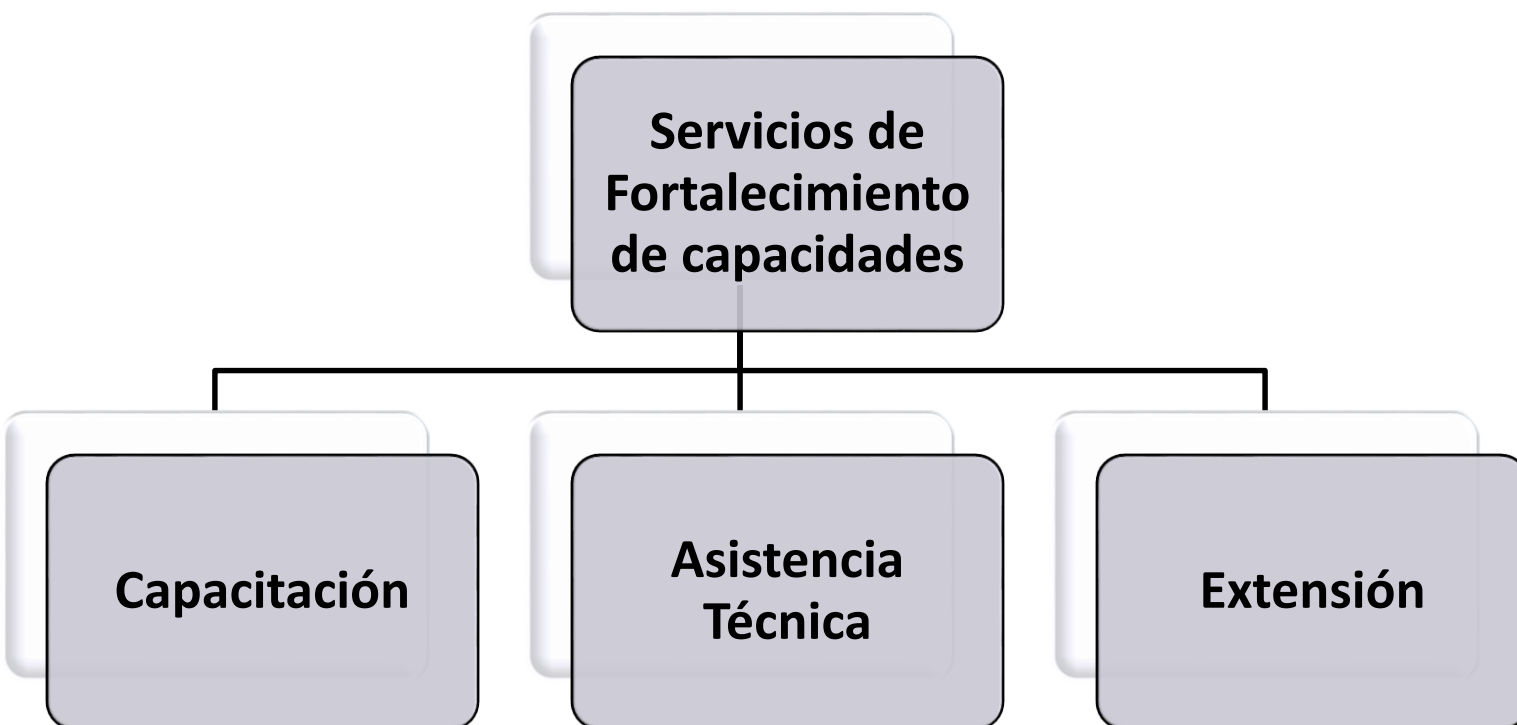 Servicios de
Fortalecimiento
de capacidades
Capacitación
Asistencia
Técnica
Extensión